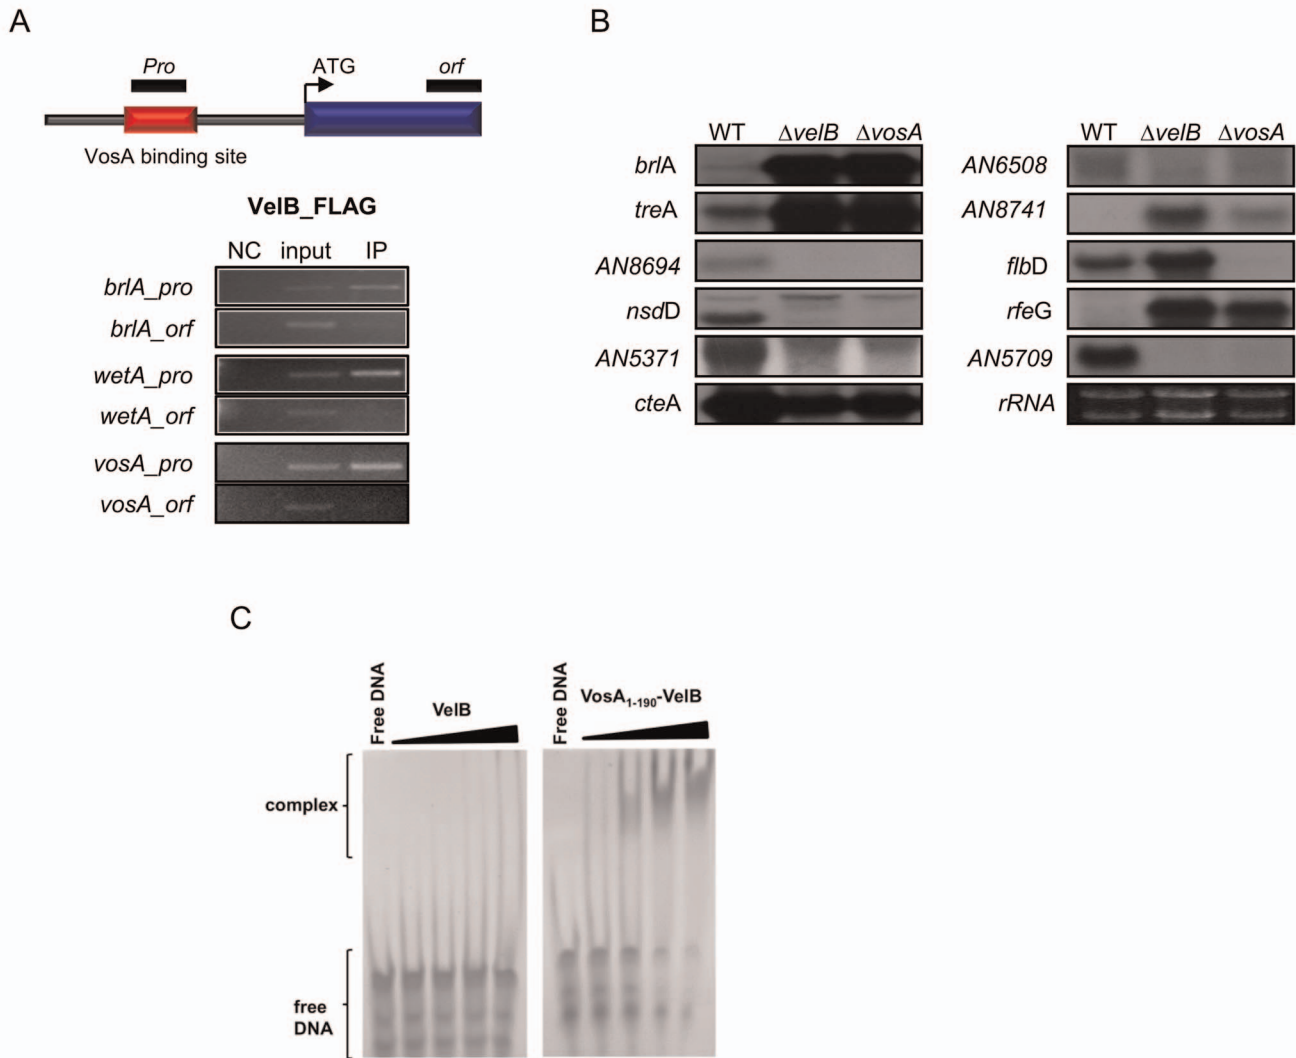 A
Pro
ATG
orf
VosA binding site
VelB_FLAG
NC input IP
brlA_pro
brlA_orf
wetA_pro
wetA_orf
vosA_pro
vosA_orf
B
WT ΔvelB ΔvosA
brlA
treA
AN8694
nsdD
AN5371
cteA
WT ΔvelB ΔvosA
AN6508
AN8741
flbD
rfeG
AN5709
rRNA
C
Free DNA
VelB
Free DNA
VosA1-190-VelB
complex
free
DNA